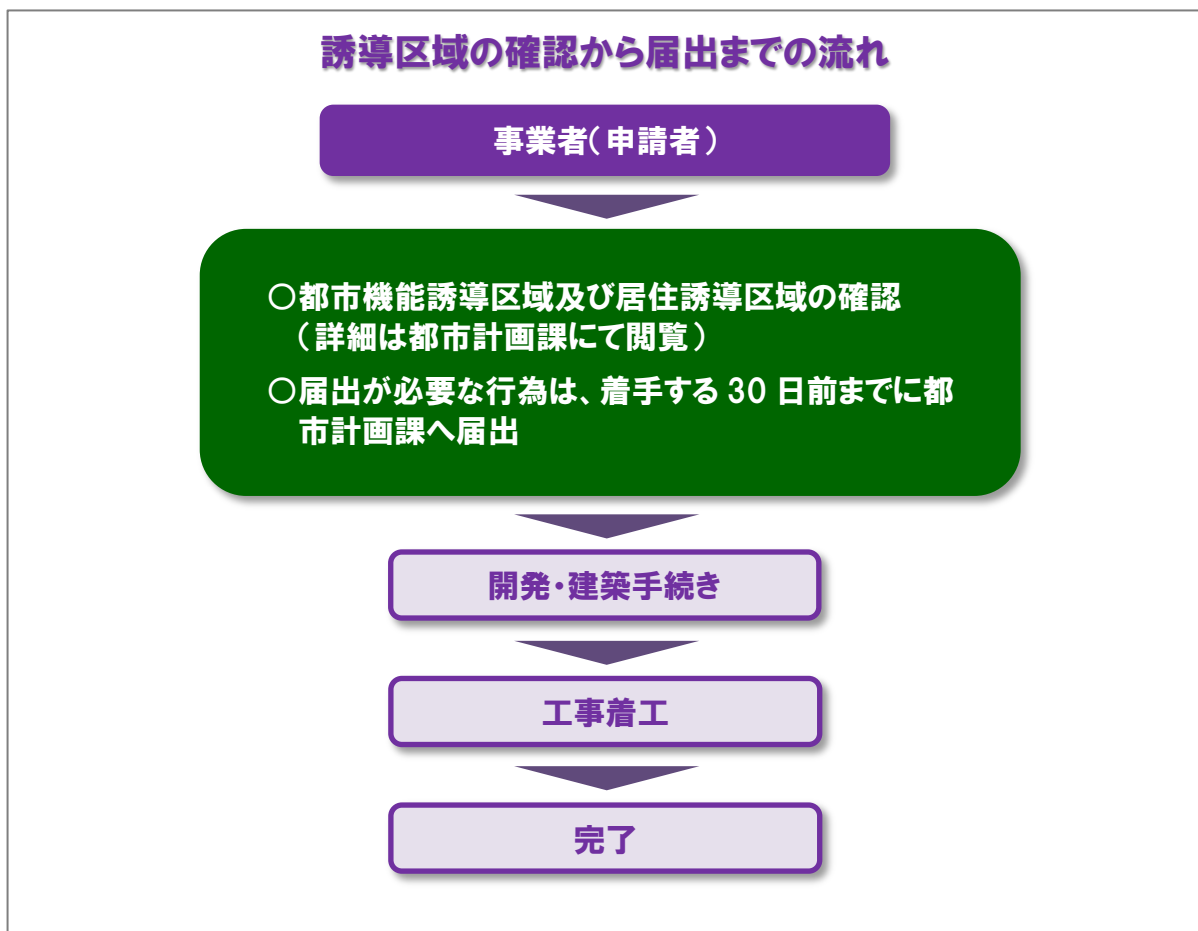 誘導区域の確認から届出までの流れ
事業者(申請者)
○都市機能誘導区域及び居住誘導区域の確認
(詳細は都市計画課にて閲覧)
○届出が必要な行為は、着手する 30 日前までに都
市計画課へ届出
開発・建築手続き
工事着工
完了